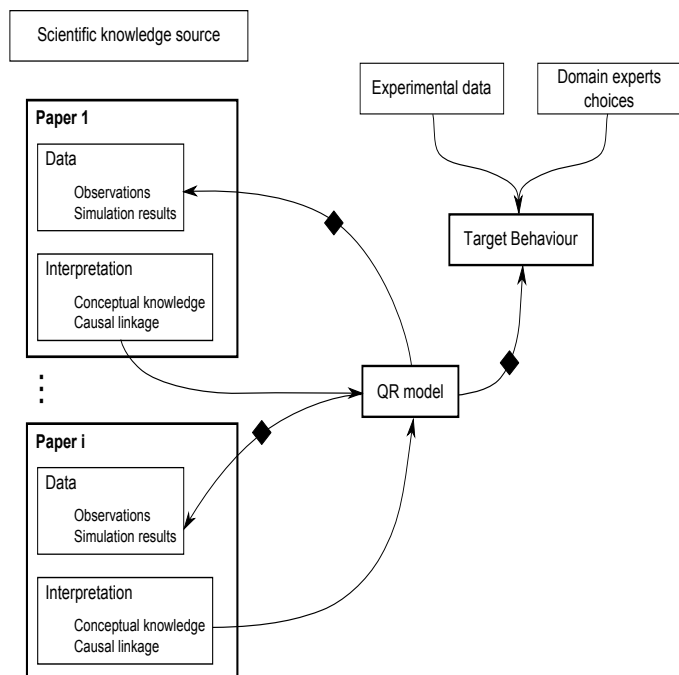 Scientific knowledge source
Experimental data
Domain experts
choices
Paper 1
Data
Observations
Simulation results
Interpretation
Conceptual knowledge
Causal linkage
Target Behaviour
QR model
Paper i
Data
Observations
Simulation results
Interpretation
Conceptual knowledge
Causal linkage